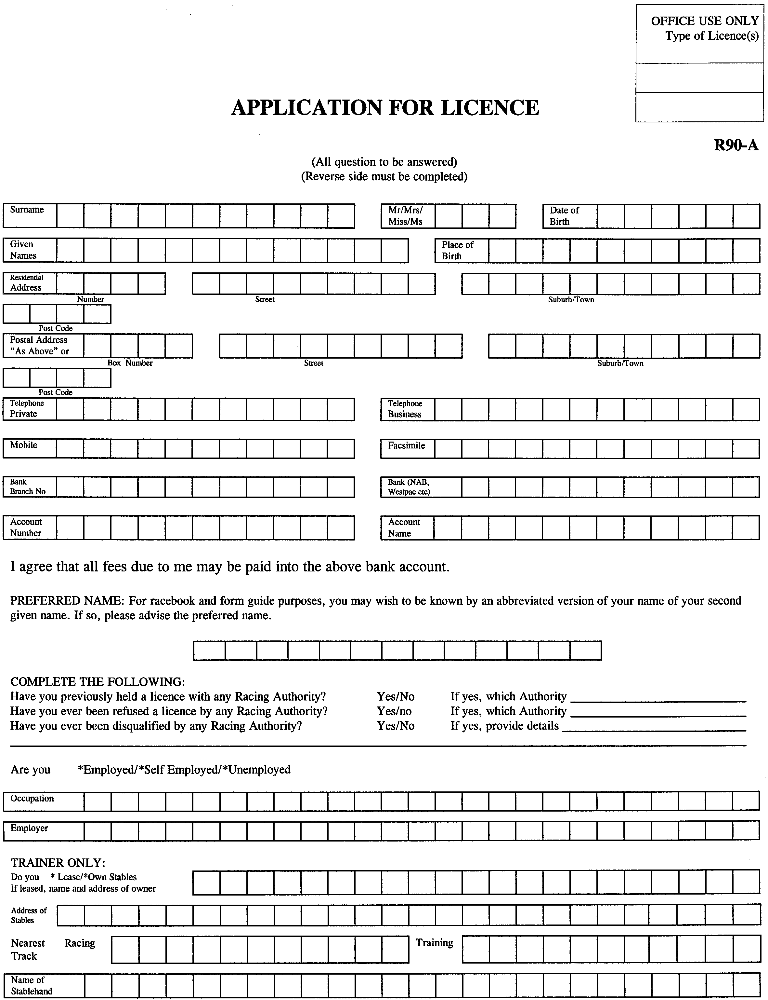 OFFICE USE ONLY
Type of Licence(s)
APPLICATION FOR LICENCE
R90-A
(All question to be answered)
(Reverse side must be completed)
Surname
Mr/Mrs/
Miss/Ms
Date of
Birth
Given
Names
Place of
Birth
Residential
Address
Number
Street
Suburb/Town
Post Code
Postal Address
“As Above” or
Box Number
Street
Suburb/Town
Post Code
Telephone
Private
Telephone
Business
Mobile
Facsimile
Bank
Branch No
Bank (NAB,
Westpac etc)
Account
Number
Account
Name
I agree that all fees due to me may be paid into the above bank account.
PREFERRED NAME: For racebook and form guide purposes, you may wish to be known by an abbreviated version of your name of your second
given name. If so, please advise the preferred name.
COMPLETE THE FOLLOWING:
Have you previously held a licence with any Racing Authority? Yes/No If yes, which Authority
Have you ever been refused a licence by any Racing Authority? Yes/no If yes, which Authority
Have you ever been disqualified by any Racing Authority? Yes/No If yes, provide details
Are you *Employed/*Self Employed/*Unemployed
Occupation
Employer
TRAINER ONLY:
Do you * Lease/*Own Stables
If leased, name and address of owner
Address of
Stables
Nearest Racing Training
Track
Name of
Stablehand